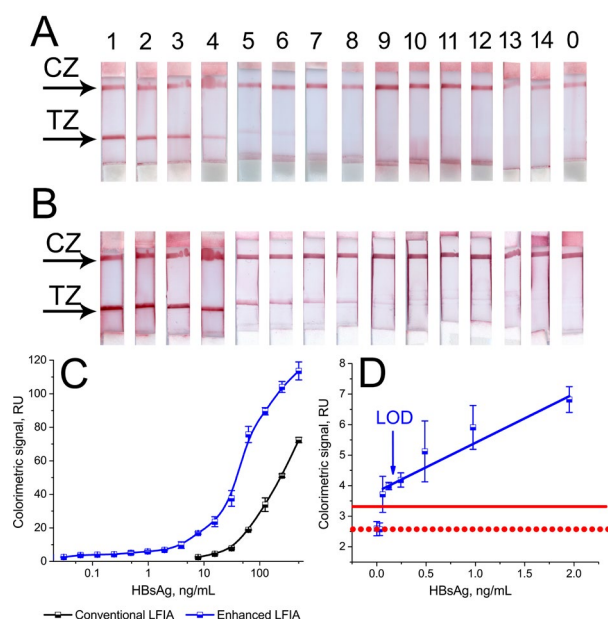 A
1 2 3 4 5 6 7 8 9 10 11 12 13 14 0
CZ
TZ
B
CZ
TZ
C
120
100
80
60
40
20
0
Colorimetric signal, RU
0.1 1 10 100
HBsAg, ng/mL
Conventional LFIA Enhanced LFIA
D
8
7
6
5
4
3
2
Colorimetric signal, RU
LOD
0.0 0.5 1.0 1.5 2.0
HBsAg, ng/mL